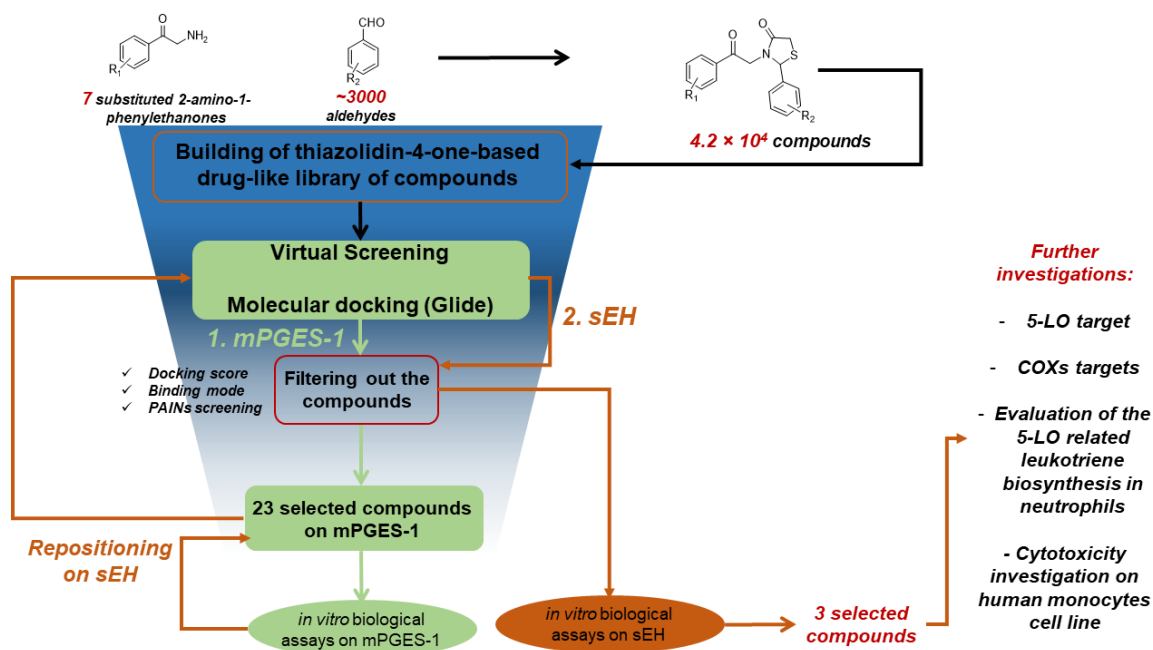 O
NH2
R1
7 substituted 2-amino-1-
phenylethanones
CHO
R2
~3000
aldehydes
O
O
N
S
R1
R2
4.2 × 10⁴ compounds
Building of thiazolidin-4-one-based
drug-like library of compounds
Virtual Screening
Molecular docking (Glide)
1. mPGES-1
2. sEH
✓ Docking score
✓ Binding mode
✓ PAINs screening
Filtering out the
compounds
23 selected compounds
on mPGES-1
Repositioning
on sEH
in vitro biological
assays on mPGES-1
in vitro biological
assays on sEH
3 selected
compounds
Further
investigations:
- 5-LO target
- COXs targets
- Evaluation of the
5-LO related
leukotriene
biosynthesis in
neutrophils
- Cytotoxicity
investigation on
human monocytes
cell line